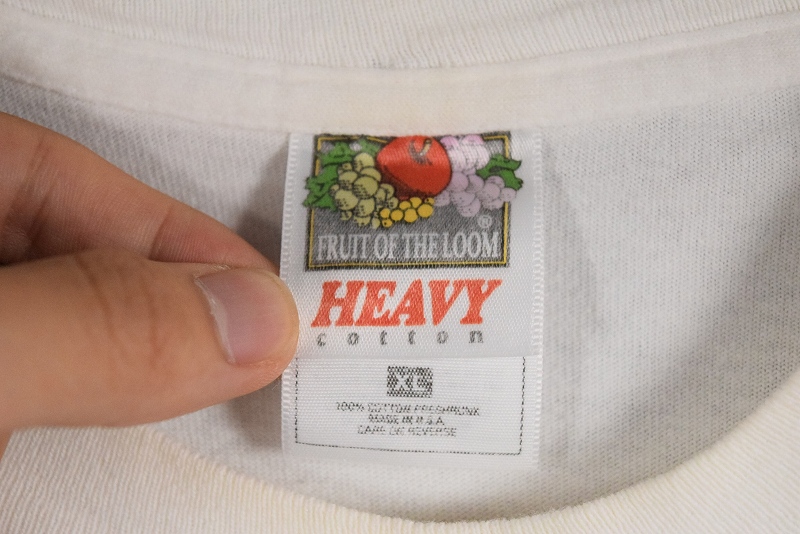 ®
FRUIT OF THE LOOM
HEAVY
cotton
XL
100% COTTON PRESHRUNK
MADE IN U.S.A.
CARE ON REVERSE